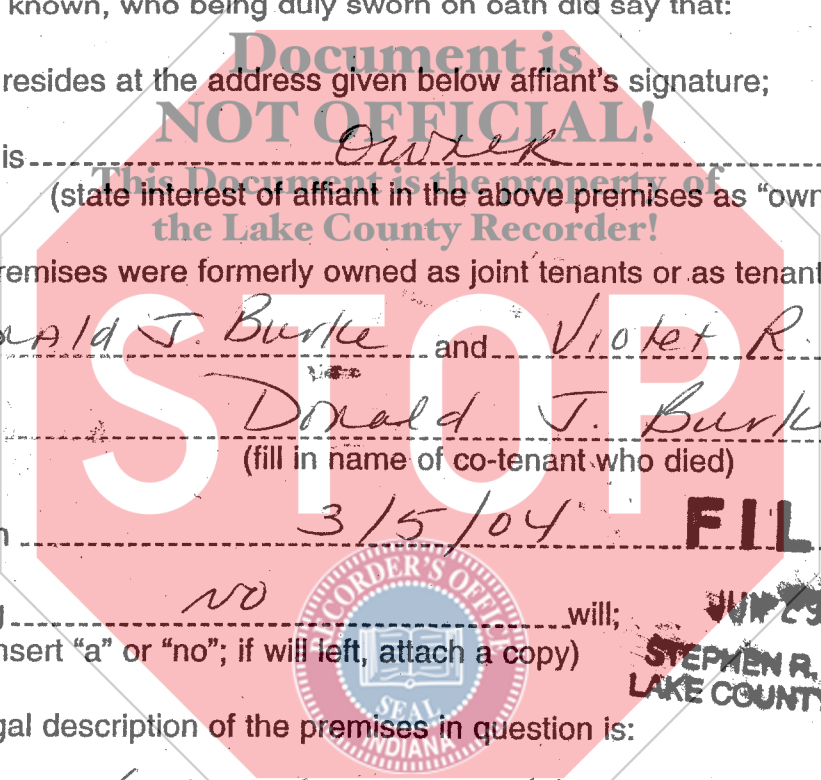 known, who being duly sworn on oath did say that:
Document is
resides at the address given below affiant's signature;
NOT OFFICIAL!
is Owner
This Document is the property of
(state interest of affiant in the above premises as "own
the Lake County Recorder!
remises were formerly owned as joint tenants or as tenant
nald J. Burke and Violet R.
STOP
Donald J. Burk
(fill in name of co-tenant who died)
n 3/5/04 FIL
g no will;
nsert "a" or "no"; if will left, attach a copy)
JUN 29
STEPHEN R.
LAKE COUNTY
RECORDER'S OFFICE
SEAL
INDIANA
gal description of the premises in question is: